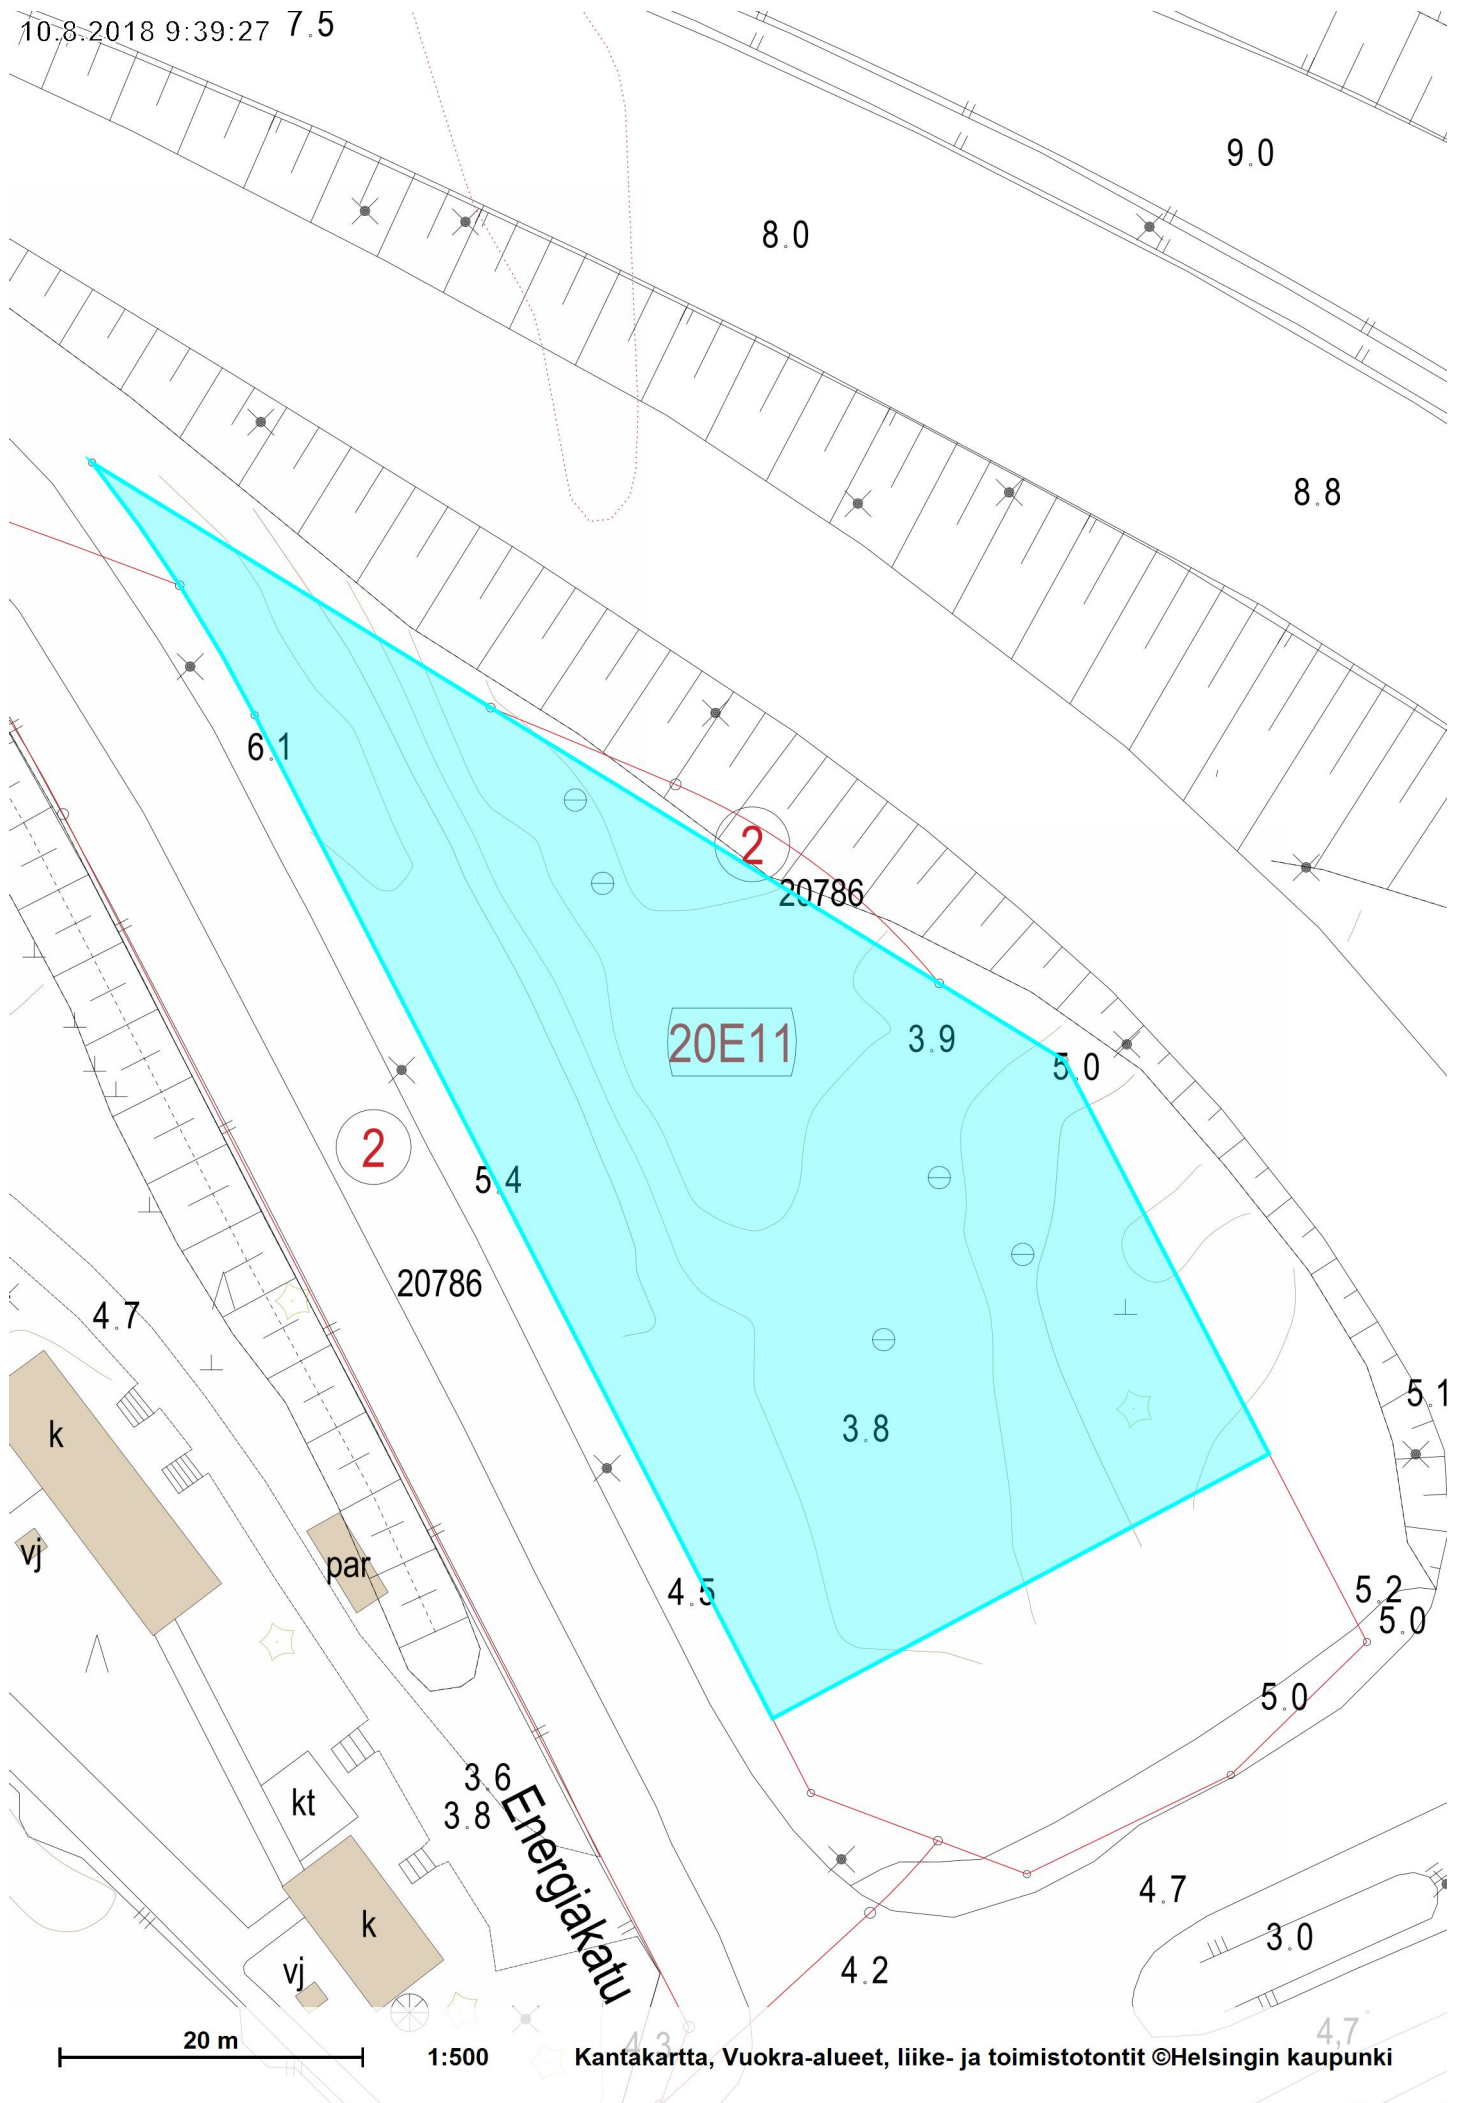 10.8.2018 9:39:27 7.5
9.0
8.0
8.8
6.1
2
20786
20E11
3.9
5.0
2
5.4
20786
4.7
5.1
k
3.8
vj
par
4.5
5.2
5.0
5.0
3.6
kt
3.8
Energiakatu
4.7
k
3.0
vj
4.2
4,7
4.3
20 m
1:500
Kantakartta, Vuokra-alueet, liike- ja toimistotontit ©Helsingin kaupunki